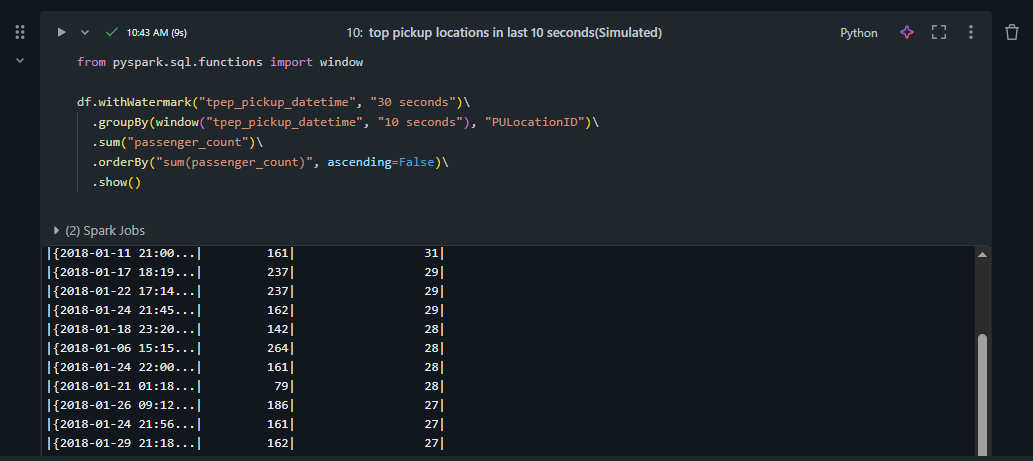 10:43 AM (9s)
10: top pickup locations in last 10 seconds(Simulated)
Python
from pyspark.sql.functions import window
df.withWatermark("tpep_pickup_datetime", "30 seconds")\
.groupBy(window("tpep_pickup_datetime", "10 seconds"), "PULocationID")\
.sum("passenger_count")\
.orderBy("sum(passenger_count)", ascending=False)\
.show()
(2) Spark Jobs
|{2018-01-11 21:00...|         161|                  31|
|{2018-01-17 18:19...|         237|                  29|
|{2018-01-22 17:14...|         237|                  29|
|{2018-01-24 21:45...|         162|                  29|
|{2018-01-18 23:20...|         142|                  28|
|{2018-01-06 15:15...|         264|                  28|
|{2018-01-24 22:00...|         161|                  28|
|{2018-01-21 01:18...|          79|                  28|
|{2018-01-26 09:12...|         186|                  27|
|{2018-01-24 21:56...|         161|                  27|
|{2018-01-29 21:18...|         162|                  27|